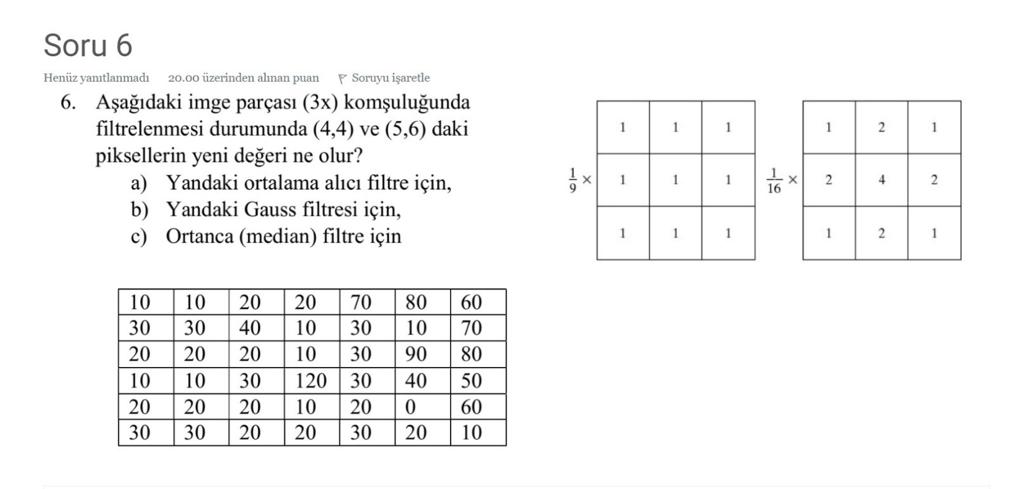 Soru 6
Henüz yanıtlanmadı 20.00 üzerinden alınan puan Soruyu işaretle
6. Aşağıdaki imge parçası (3x) komşuluğunda
filtrelenmesi durumunda (4,4) ve (5,6) daki
piksellerin yeni değeri ne olur?
a) Yandaki ortalama alıcı filtre için,
b) Yandaki Gauss filtresi için,
c) Ortanca (median) filtre için
1/9 ×
1 1 1
1 1 1
1 1 1
1/16 ×
1 2 1
2 4 2
1 2 1
10 10 20 20 70 80 60
30 30 40 10 30 10 70
20 20 20 10 30 90 80
10 10 30 120 30 40 50
20 20 20 10 20 0 60
30 30 20 20 30 20 10